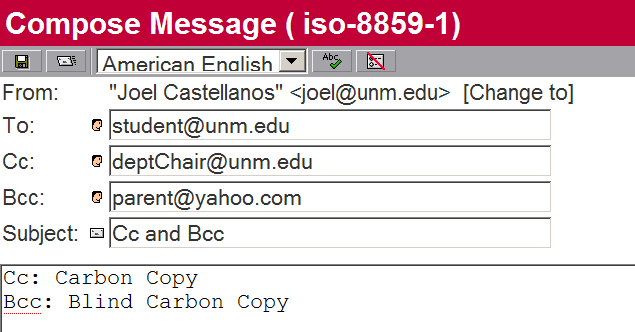 Compose Message ( iso-8859-1)
American English Abc
From: "Joel Castellanos" <joel@unm.edu> [Change to]
To: student@unm.edu
Cc: deptChair@unm.edu
Bcc: parent@yahoo.com
Subject: Cc and Bcc
Cc: Carbon Copy
Bcc: Blind Carbon Copy